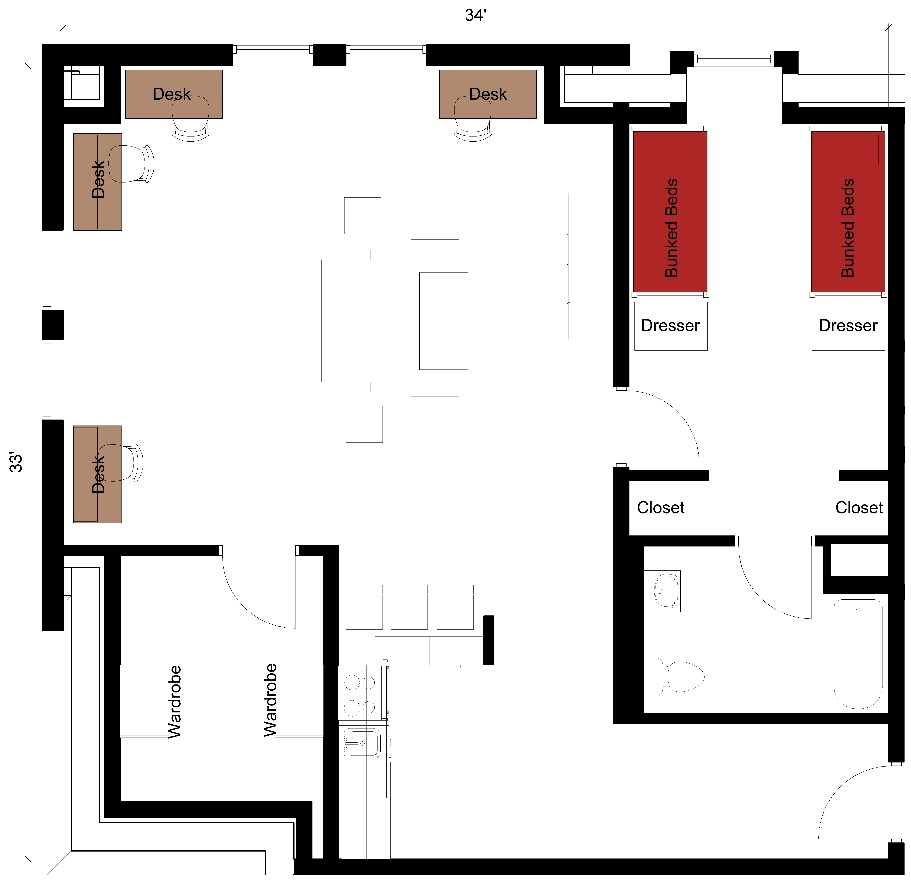 34'
Desk
Desk
Desk
Bunked Beds
Bunked Beds
Dresser
Dresser
33'
Desk
Closet
Closet
Wardrobe
Wardrobe